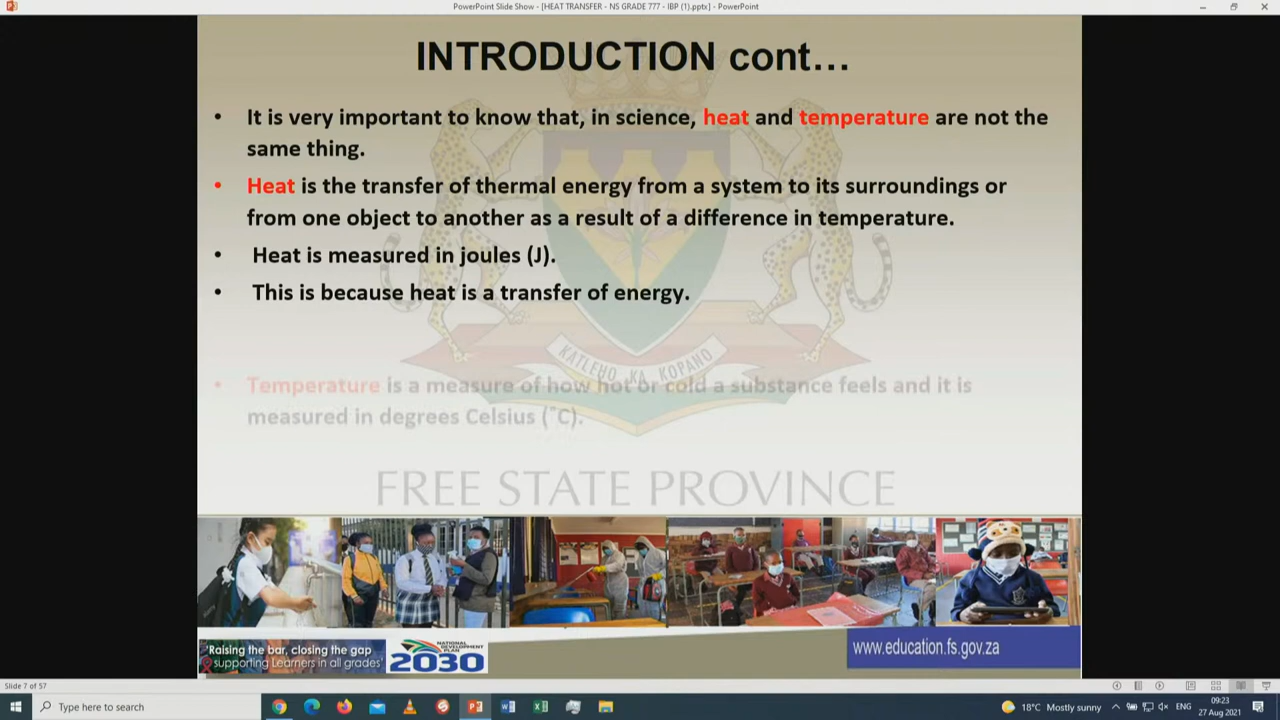 PowerPoint Slide Show - [HEAT TRANSFER - NS GRADE 777 - IBP (1).pptx] - PowerPoint
INTRODUCTION cont...
• It is very important to know that, in science, heat and temperature are not the
same thing.
• Heat is the transfer of thermal energy from a system to its surroundings or
from one object to another as a result of a difference in temperature.
• Heat is measured in joules (J).
• This is because heat is a transfer of energy.
KATLEHO KA KOPANO
• Temperature is a measure of how hot or cold a substance feels and it is
measured in degrees Celsius (˚C).
FREE STATE PROVINCE
Raising the bar, closing the gap
supporting Learners in all grades'
NATIONAL
DEVELOPMENT
PLAN
2030
www.education.fs.gov.za
Slide 7 of 57
Type here to search
18°C Mostly sunny
ENG
09:23
27 Aug 2021